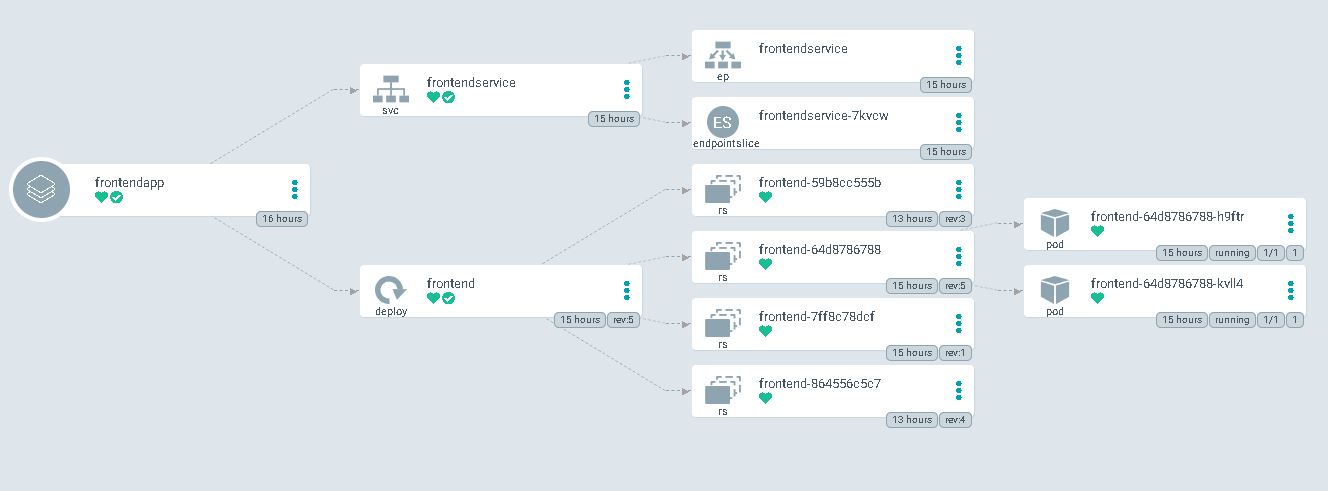 frontendapp
16 hours
frontendservice
svc
15 hours
frontend
deploy
15 hours rev:5
frontendservice
ep
15 hours
ES
frontendservice-7kvcw
endpointslice
15 hours
frontend-59b8cc555b
rs
13 hours rev:3
frontend-64d8786788
rs
15 hours rev:5
frontend-7ff8c78dcf
rs
15 hours rev:1
frontend-864556c5c7
rs
13 hours rev:4
frontend-64d8786788-h9ftr
pod
15 hours running 1/1 1
frontend-64d8786788-kvll4
pod
15 hours running 1/1 1